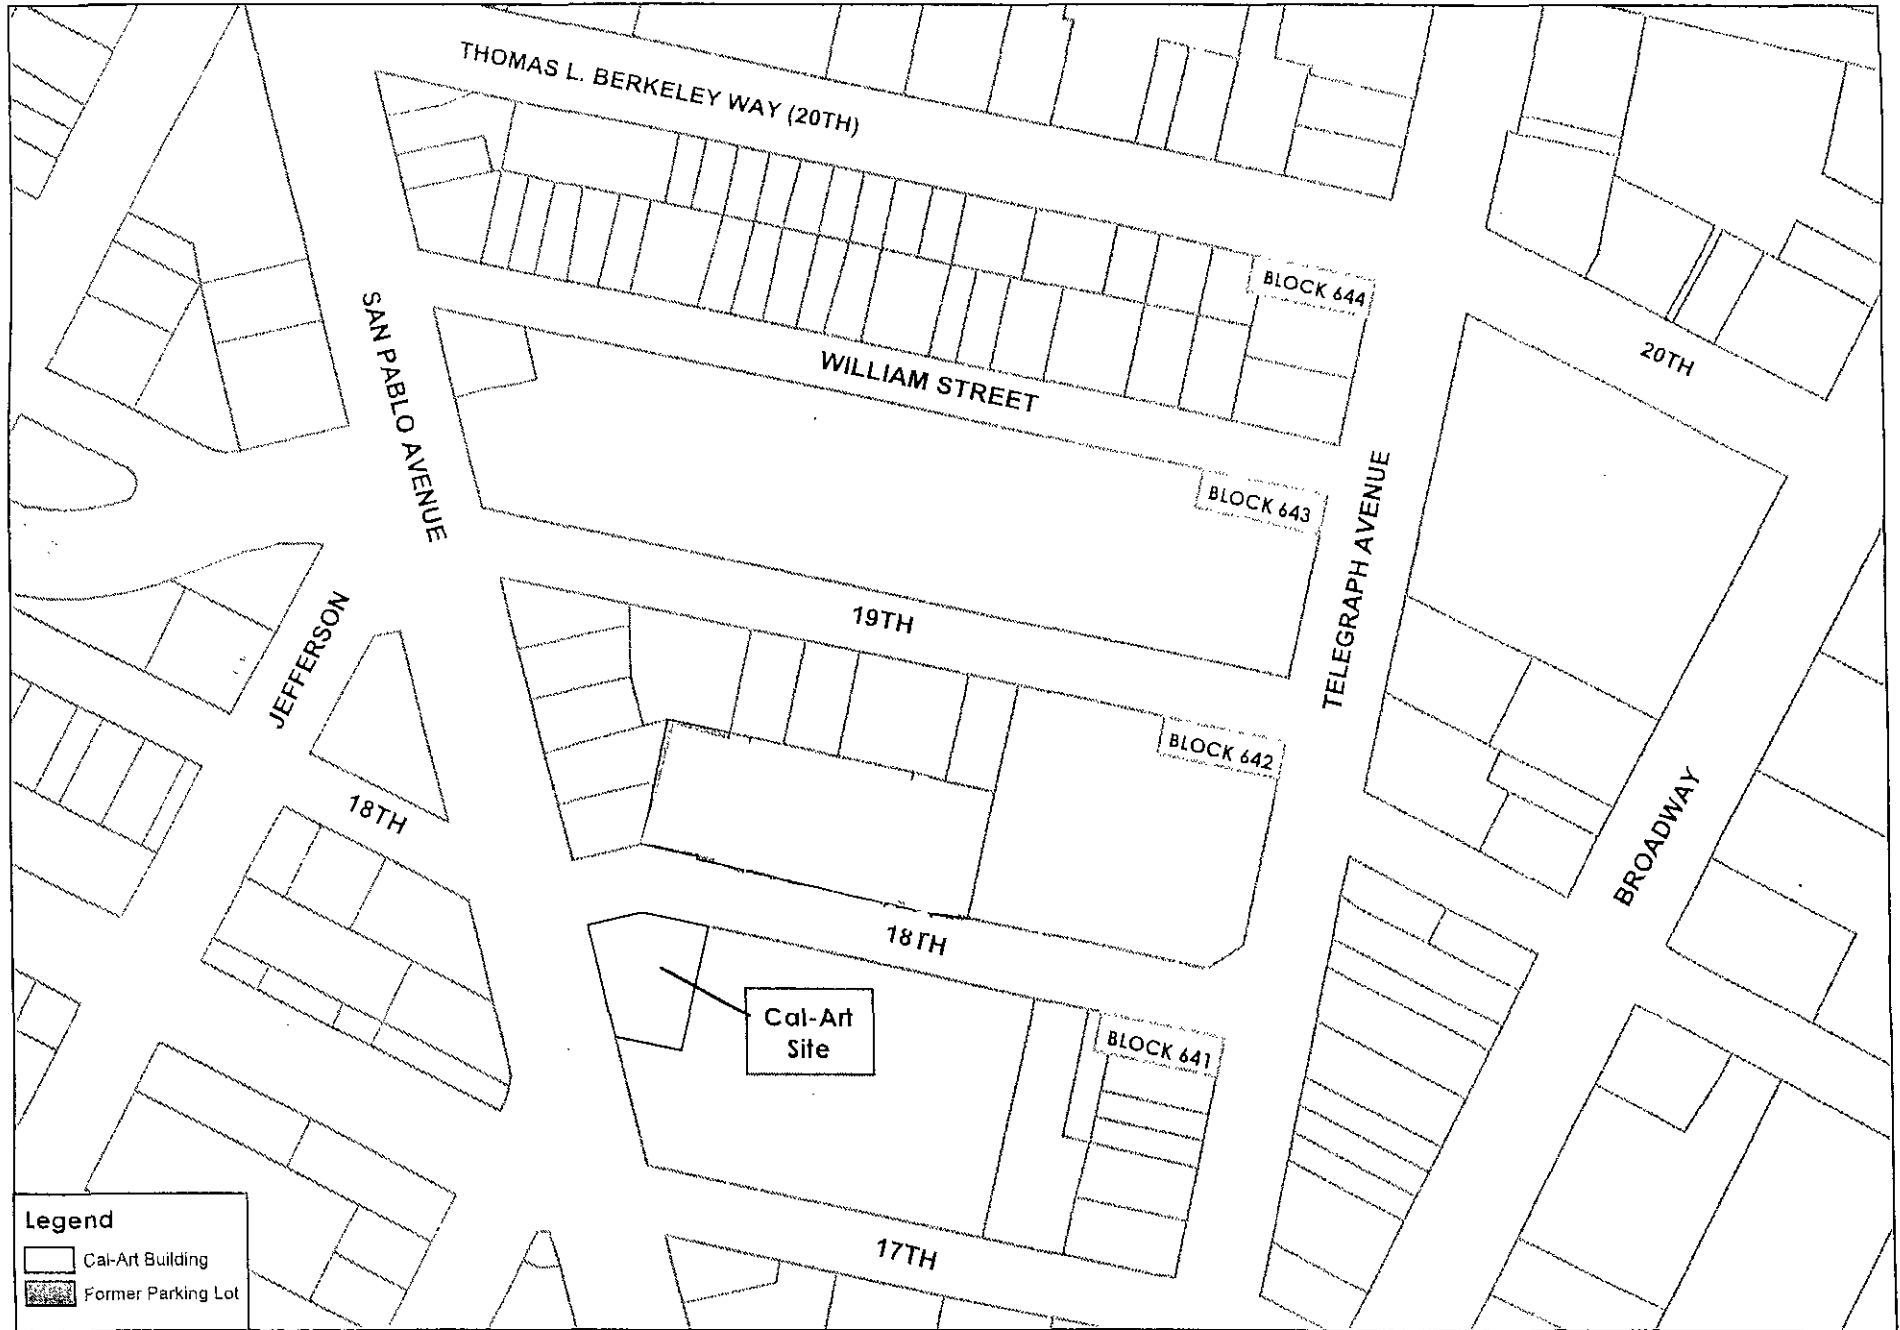 THOMAS L. BERKELEY WAY (20TH)
BLOCK 644
SAN PABLO AVENUE
WILLIAM STREET
20TH
BLOCK 643
TELEGRAPH AVENUE
JEFFERSON
19TH
BLOCK 642
18TH
BROADWAY
18TH
Cal-Art
Site
BLOCK 641
17TH
Legend
Cal-Art Building
Former Parking Lot